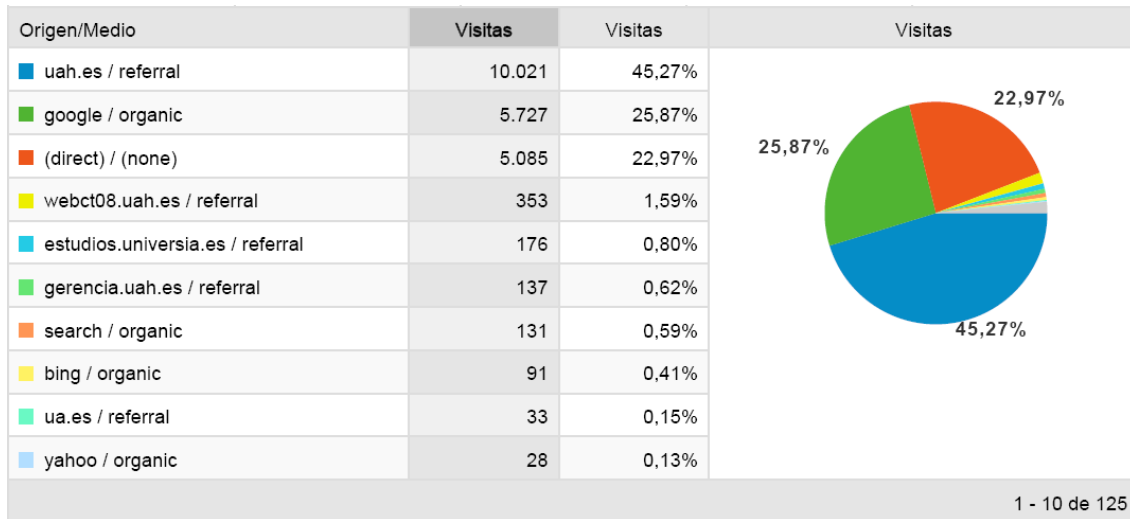 Origen/Medio Visitas Visitas Visitas
uah.es / referral 10.021 45,27%
google / organic 5.727 25,87%
(direct) / (none) 5.085 22,97%
webct08.uah.es / referral 353 1,59%
estudios.universia.es / referral 176 0,80%
gerencia.uah.es / referral 137 0,62%
search / organic 131 0,59%
bing / organic 91 0,41%
ua.es / referral 33 0,15%
yahoo / organic 28 0,13%
22,97%
25,87%
45,27%
1 - 10 de 125